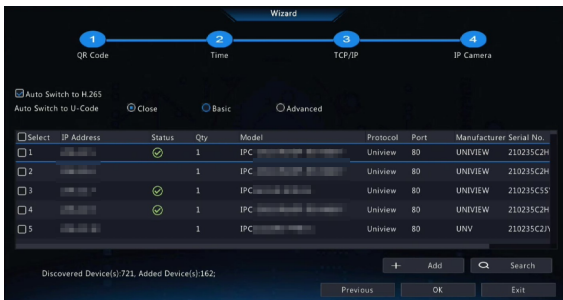 Wizard
1 2 3 4
QR Code Time TCP/IP IP Camera
Auto Switch to H.265
Auto Switch to U-Code Close Basic Advanced
Select IP Address Status Qty Model Protocol Port Manufacturer Serial No.
1 1 IPC Uniview 80 UNIVIEW 210235C2H
2 1 IPC Uniview 80 UNIVIEW 210235C2H
3 1 IPC Uniview 80 UNIVIEW 210235C5S
4 1 IPC Uniview 80 UNIVIEW 210235C2H
5 1 IPC Uniview 80 UNV 210235C2J
Add Search
Discovered Device(s):721, Added Device(s):162;
Previous OK Exit